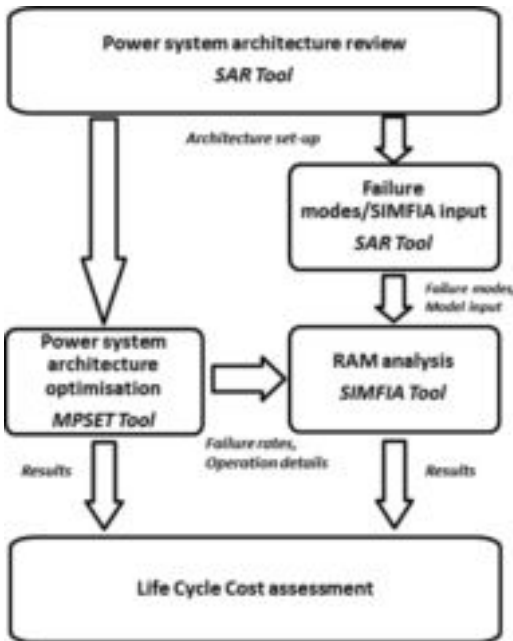 Power system architecture review
SAR Tool
Architecture set-up
Failure
modes/SIMFIA input
SAR Tool
Failure modes,
Model input
Power system
architecture
optimisation
MPSET Tool
RAM analysis
SIMFIA Tool
Failure rates,
Operation details
Results
Results
Life Cycle Cost assessment